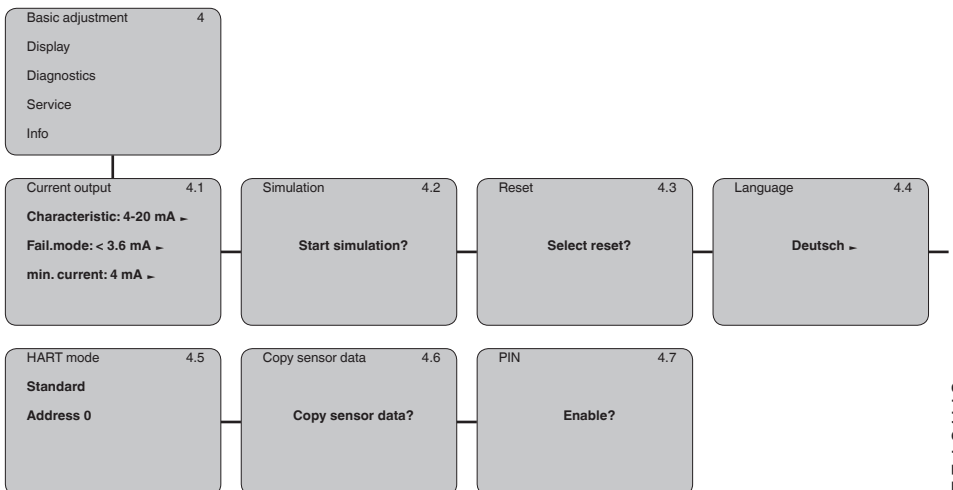 Basic adjustment 4
Display
Diagnostics
Service
Info
Current output 4.1
Characteristic: 4-20 mA ►
Fail.mode: < 3.6 mA ►
min. current: 4 mA ►
Simulation 4.2
Start simulation?
Reset 4.3
Select reset?
Language 4.4
Deutsch ►
HART mode 4.5
Standard
Address 0
Copy sensor data 4.6
Copy sensor data?
PIN 4.7
Enable?